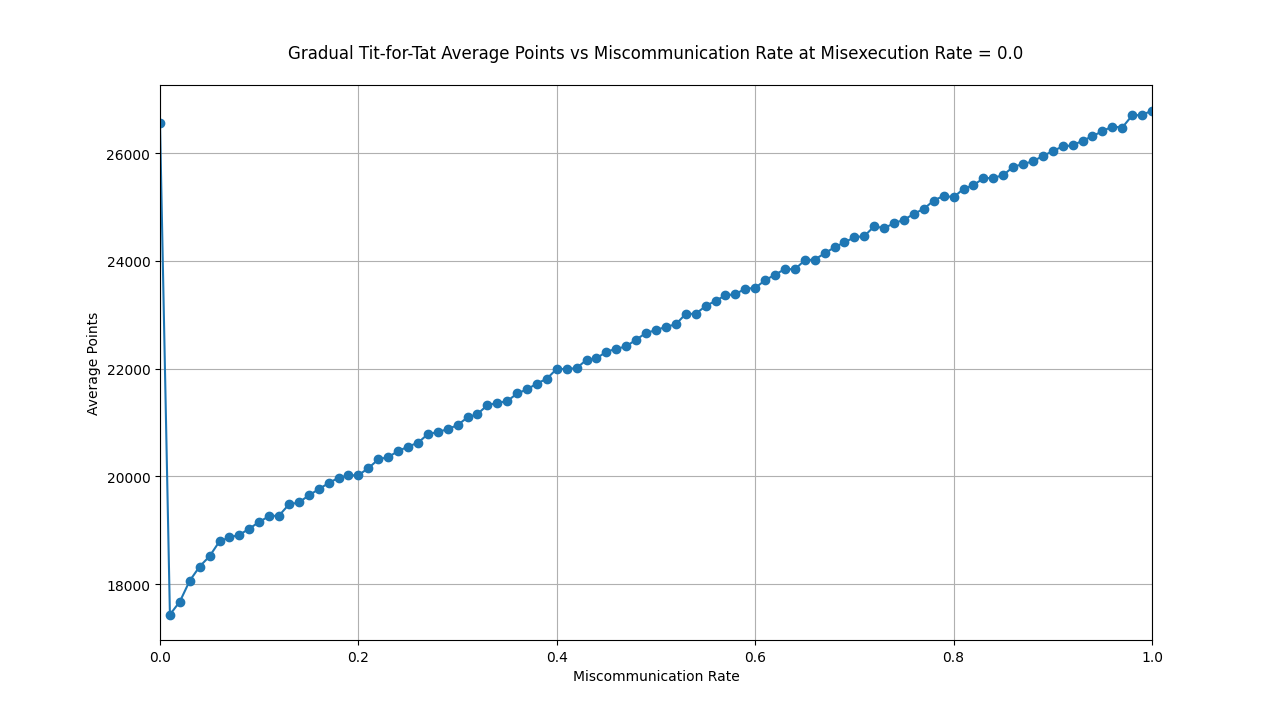 Gradual Tit-for-Tat Average Points vs Miscommunication Rate at Misexecution Rate = 0.0
26000
24000
22000
20000
18000
Average Points
0.0 0.2 0.4 0.6 0.8 1.0
Miscommunication Rate